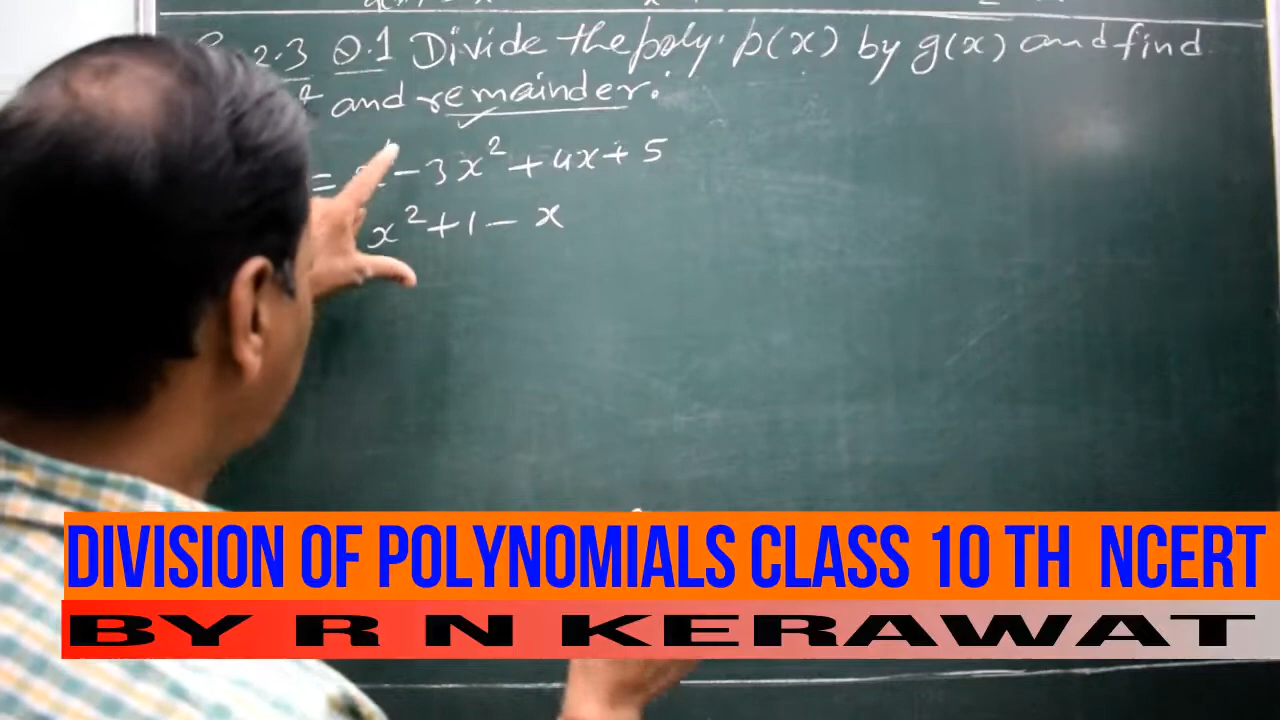 2.3 Q.1 Divide the poly. p(x) by g(x) and find
and remainder:
= x - 3x² + 4x + 5
x² + 1 - x
DIVISION OF POLYNOMIALS CLASS 10 TH NCERT
BY R N KERAWAT